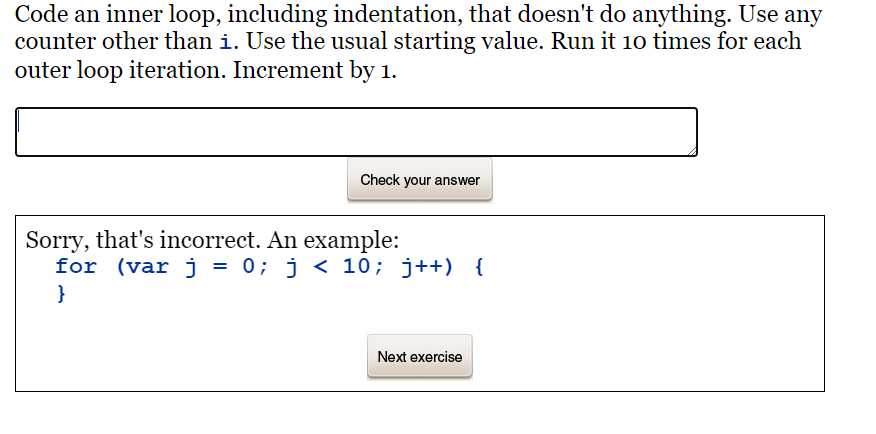 Code an inner loop, including indentation, that doesn't do anything. Use any
counter other than i. Use the usual starting value. Run it 10 times for each
outer loop iteration. Increment by 1.
Check your answer
Sorry, that's incorrect. An example:
  for (var j = 0; j < 10; j++) {
  }
Next exercise